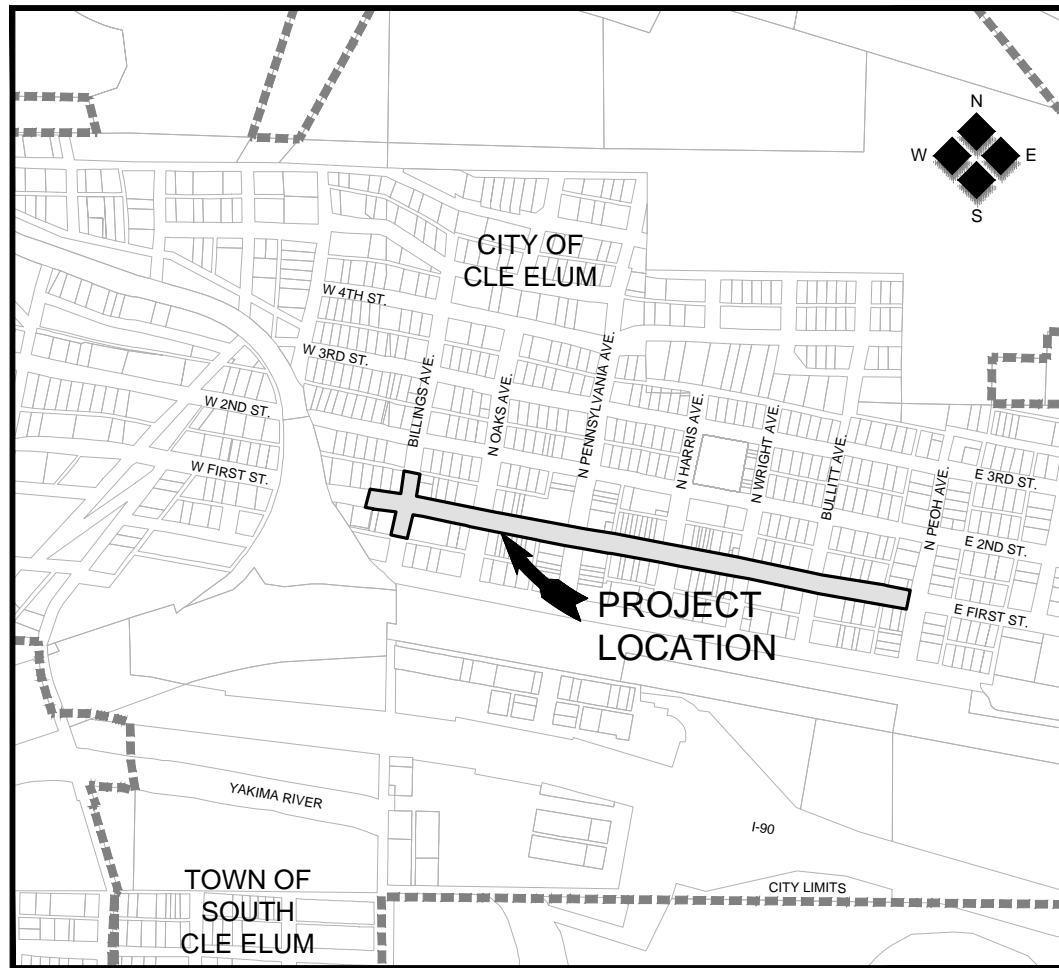 N
W
E
S
CITY OF
CLE ELUM
W 4TH ST.
W 3RD ST.
W 2ND ST.
W FIRST ST.
BILLINGS AVE.
N OAKS AVE.
N PENNSYLVANIA AVE.
N HARRIS AVE.
N WRIGHT AVE.
BULLITT AVE.
N PEOH AVE.
E 3RD ST.
E 2ND ST.
E FIRST ST.
PROJECT
LOCATION
YAKIMA RIVER
I-90
CITY LIMITS
TOWN OF
SOUTH
CLE ELUM